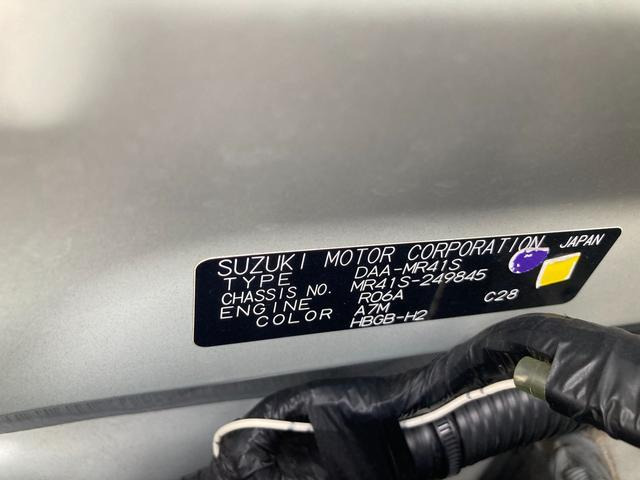 SUZUKI MOTOR CORPORATION JAPAN
TYPE DAA-MR41S
CHASSIS NO. MR41S-249845
ENGINE R06A C28
COLOR A7M
HBGB-H2